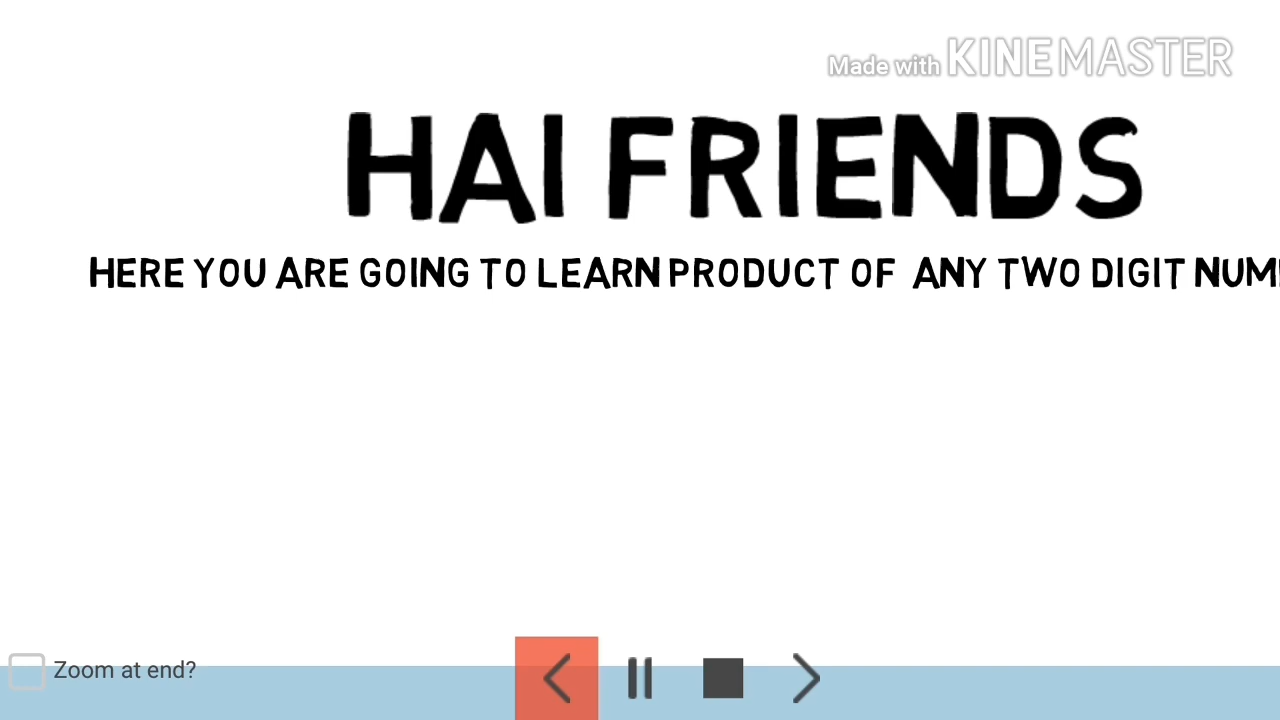 Made with KINEMASTER
HAI FRIENDS
HERE YOU ARE GOING TO LEARN PRODUCT OF ANY TWO DIGIT
Zoom at end?